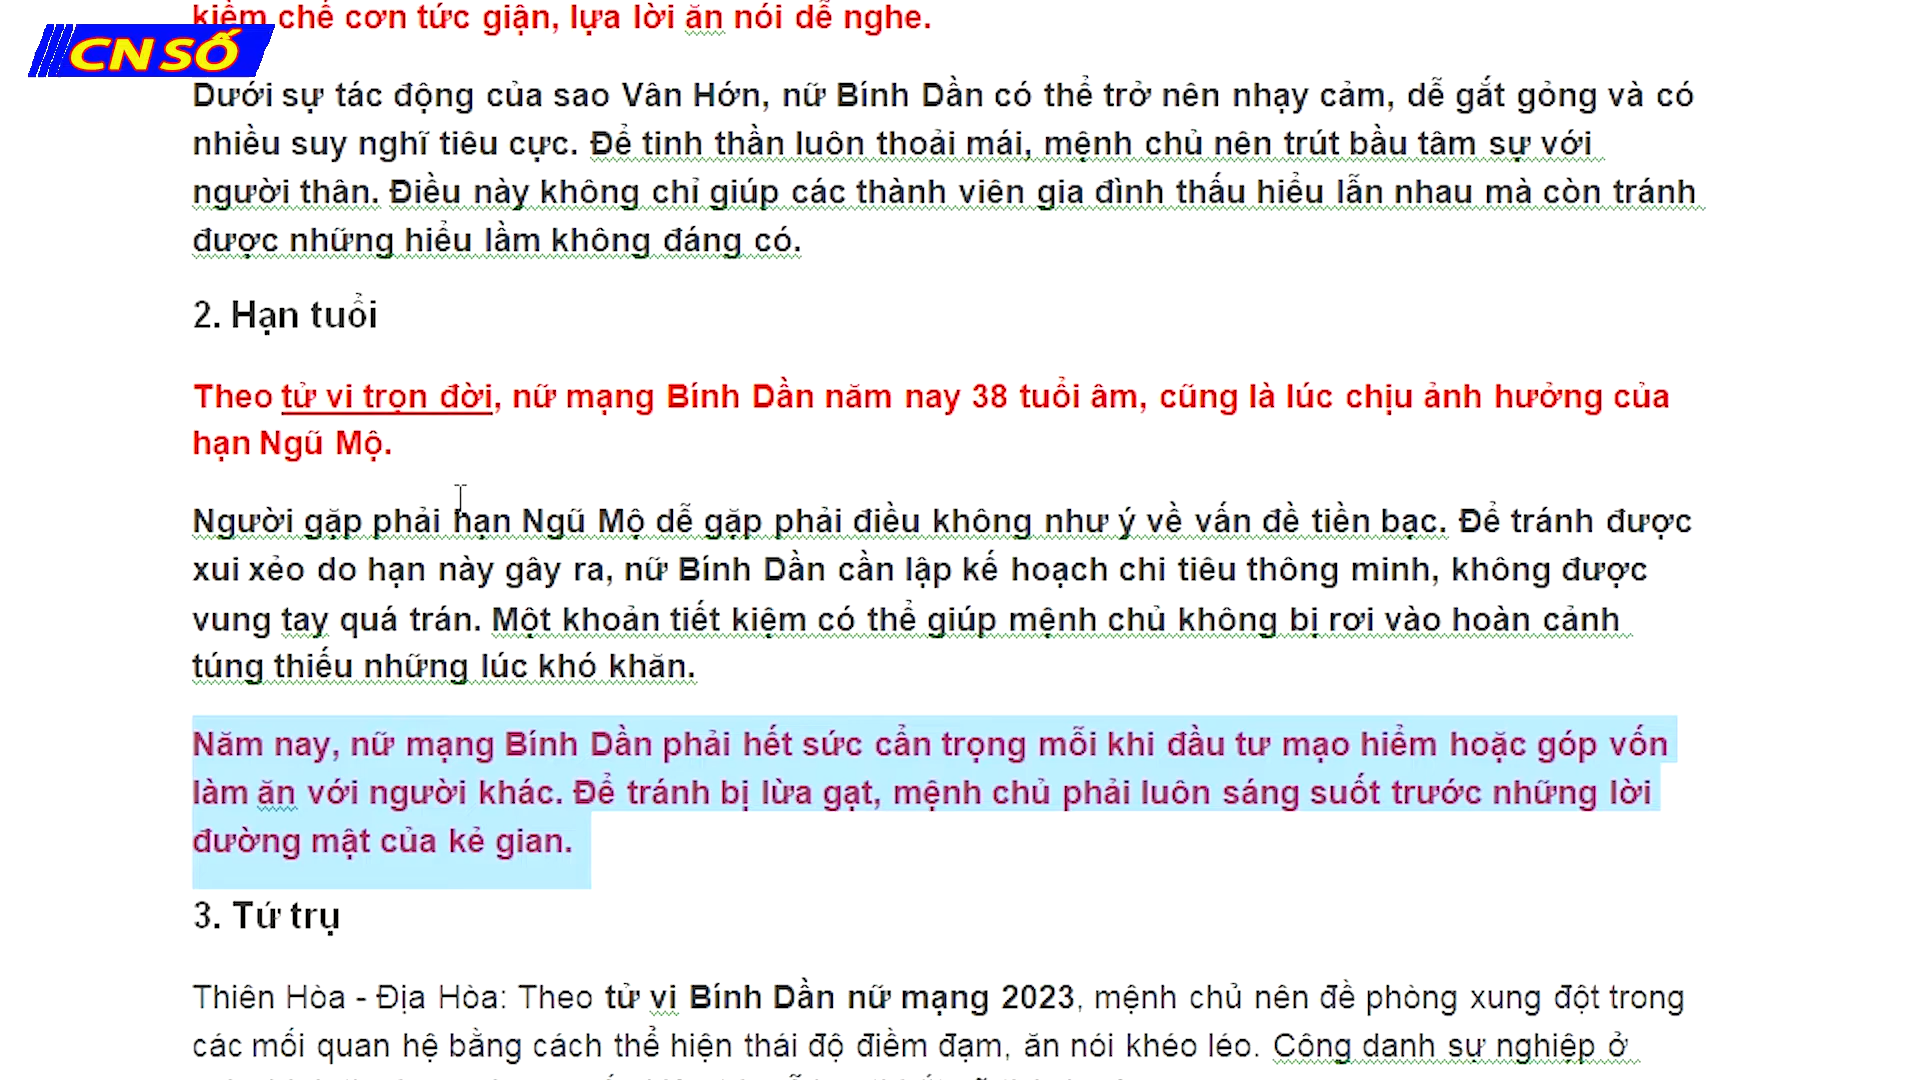 kiềm chế cơn tức giận, lựa lời ăn nói dễ nghe.
CN SỐ
Dưới sự tác động của sao Vân Hớn, nữ Bính Dần có thể trở nên nhạy cảm, dễ gắt gỏng và có
nhiều suy nghĩ tiêu cực. Để tinh thần luôn thoải mái, mệnh chủ nên trút bầu tâm sự với
người thân. Điều này không chỉ giúp các thành viên gia đình thấu hiểu lẫn nhau mà còn tránh
được những hiểu lầm không đáng có.
2. Hạn tuổi
Theo tử vi trọn đời, nữ mạng Bính Dần năm nay 38 tuổi âm, cũng là lúc chịu ảnh hưởng của
hạn Ngũ Mộ.
Người gặp phải hạn Ngũ Mộ dễ gặp phải điều không như ý về vấn đề tiền bạc. Để tránh được
xui xẻo do hạn này gây ra, nữ Bính Dần cần lập kế hoạch chi tiêu thông minh, không được
vung tay quá trán. Một khoản tiết kiệm có thể giúp mệnh chủ không bị rơi vào hoàn cảnh
túng thiếu những lúc khó khăn.
Năm nay, nữ mạng Bính Dần phải hết sức cẩn trọng mỗi khi đầu tư mạo hiểm hoặc góp vốn
làm ăn với người khác. Để tránh bị lừa gạt, mệnh chủ phải luôn sáng suốt trước những lời
đường mật của kẻ gian.
3. Tứ trụ
Thiên Hòa - Địa Hòa: Theo tử vi Bính Dần nữ mạng 2023, mệnh chủ nên đề phòng xung đột trong
các mối quan hệ bằng cách thể hiện thái độ điềm đạm, ăn nói khéo léo. Công danh sự nghiệp ở